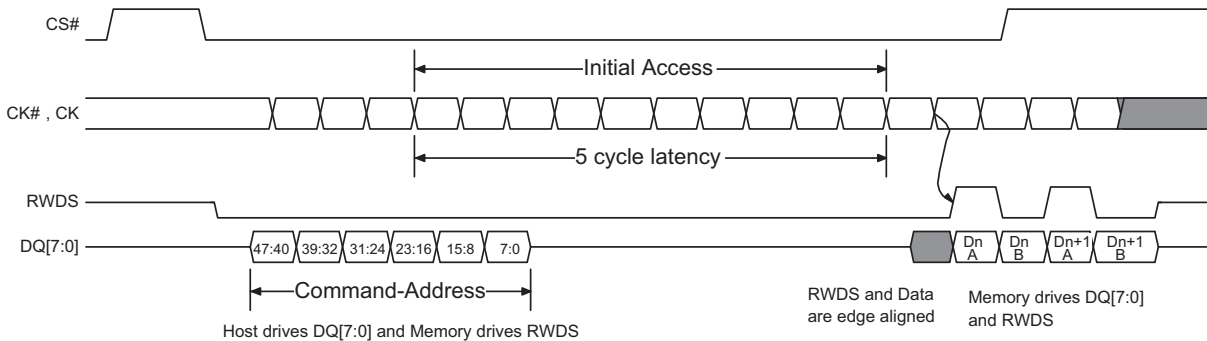 CS#
Initial Access
CK# , CK
5 cycle latency
RWDS
DQ[7:0]
47:40 39:32 31:24 23:16 15:8 7:0
Dn A
Dn B
Dn+1 A
Dn+1 B
Command-Address
Host drives DQ[7:0] and Memory drives RWDS
RWDS and Data
are edge aligned
Memory drives DQ[7:0]
and RWDS